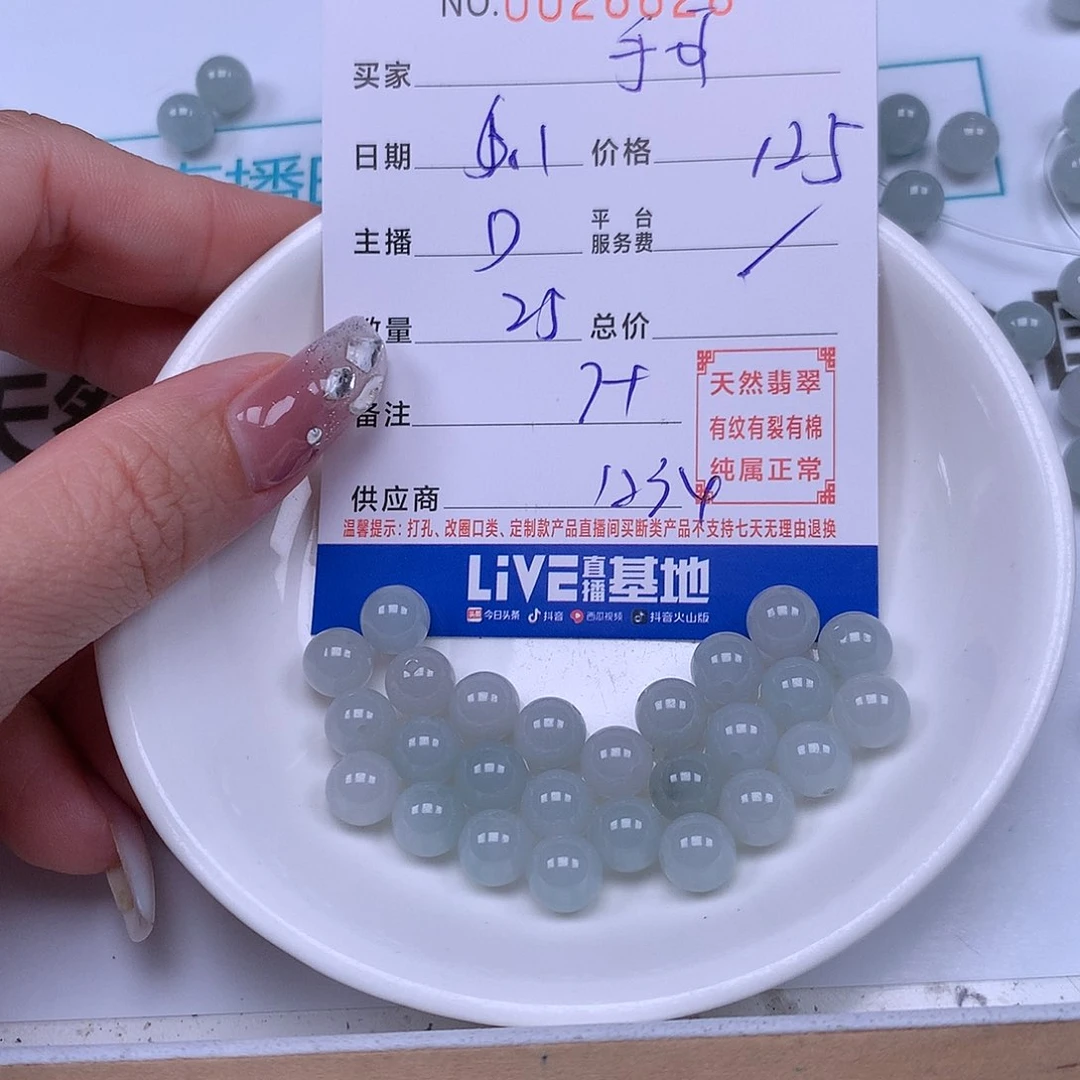 NO.0026626
买家
日期 6.1 价格 125
主播 D 平台服务费 /
数量 25 总价
备注 7+
供应商 1234
天然翡翠
有纹有裂有棉
纯属正常
温馨提示：打孔、改圈口类、定制款产品直播间买断类产品不支持七天无理由退换
LiVE直播基地
今日头条 抖音 西瓜视频 抖音火山版